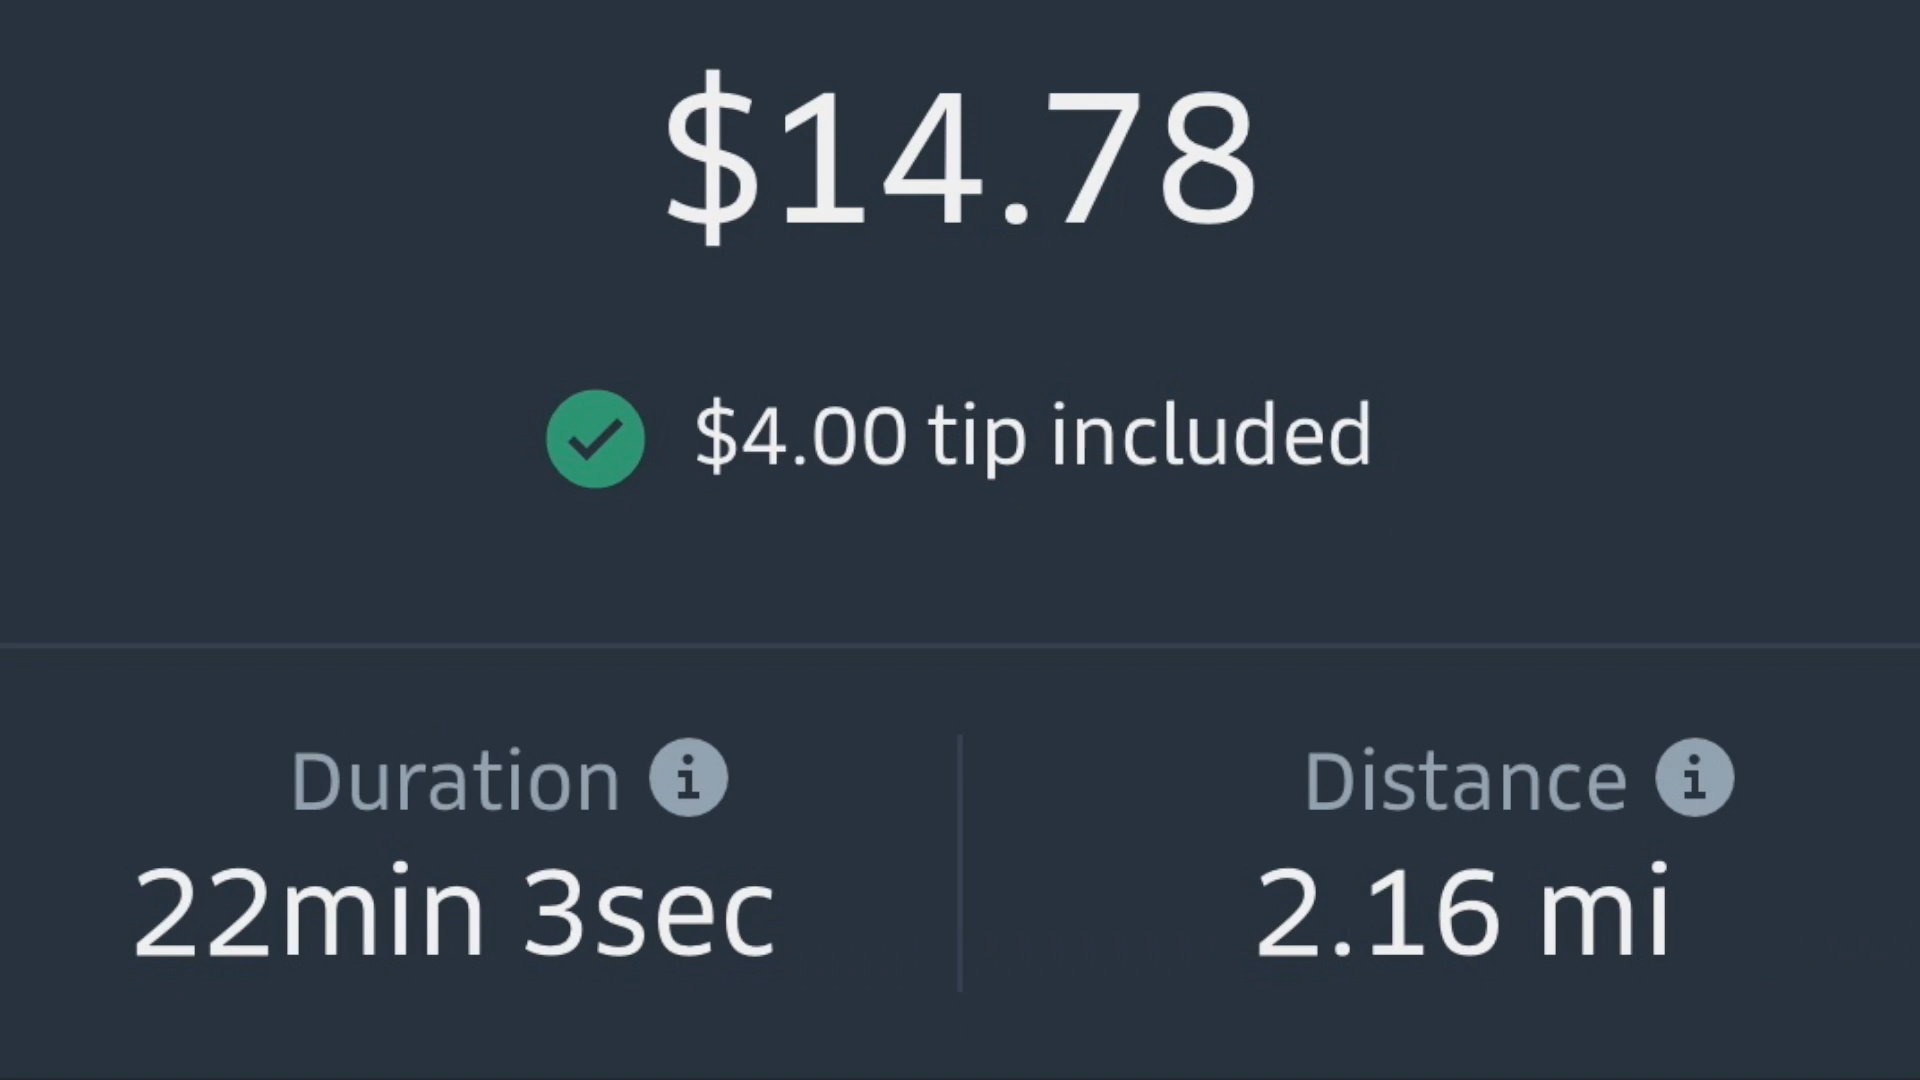 $14.78
$4.00 tip included
Duration
Distance
22min 3sec
2.16 mi